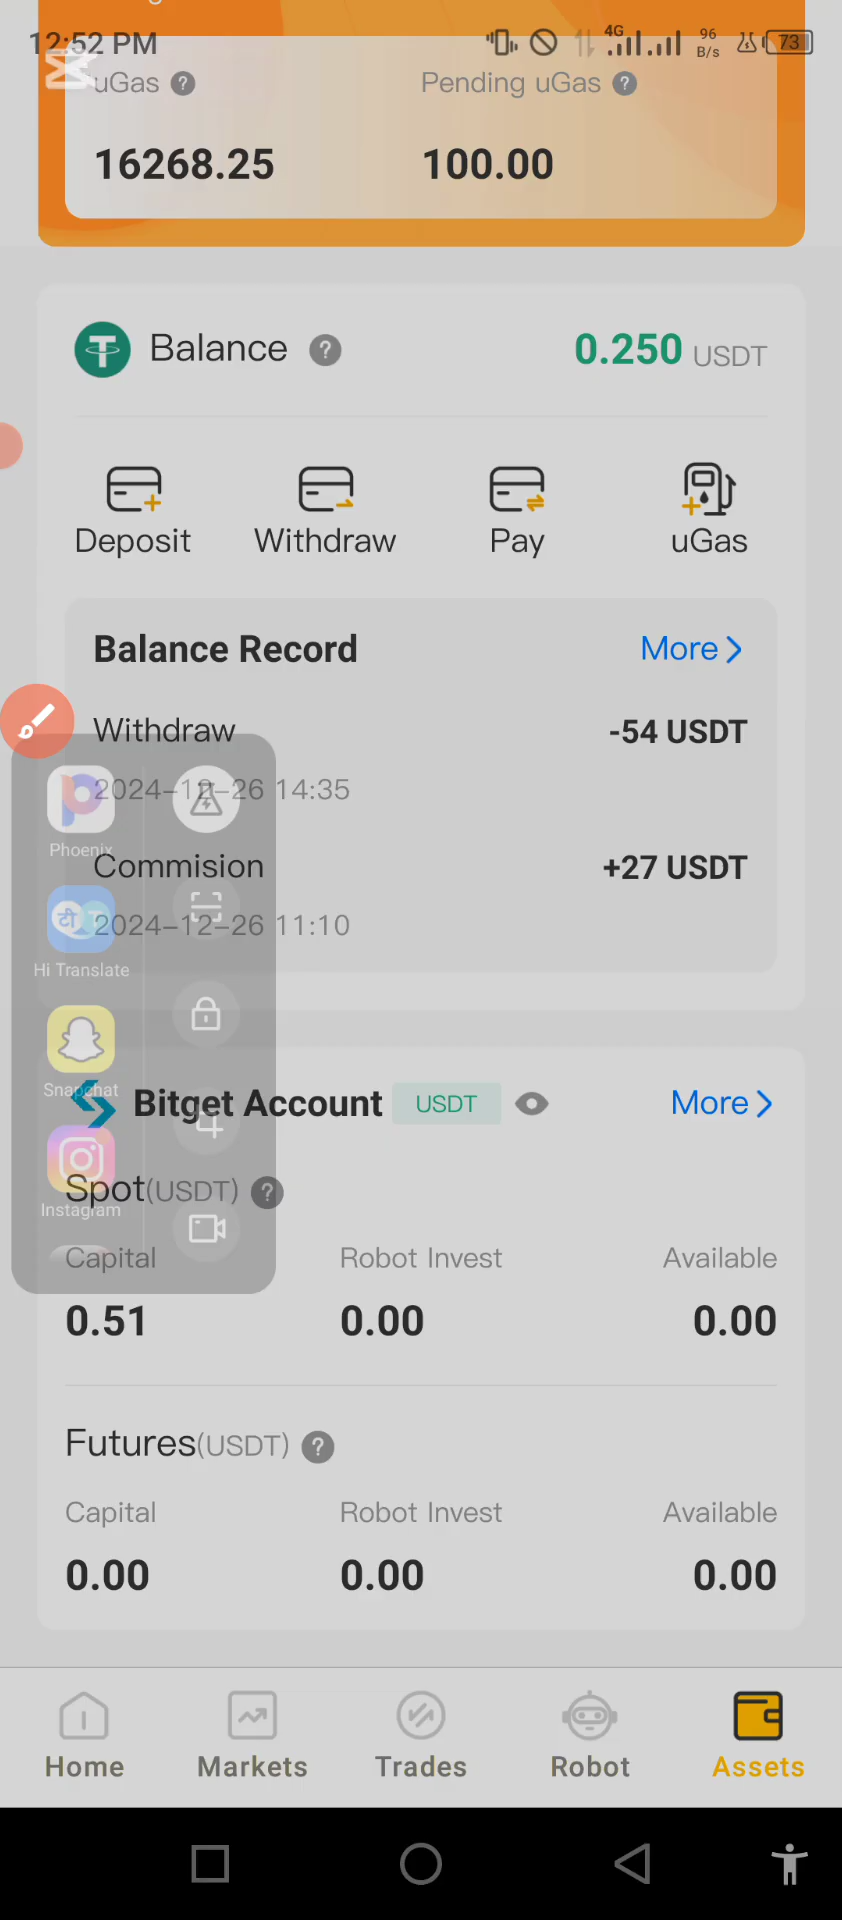 12:52 PM 4G 96 B/s 73
uGas ? Pending uGas ?
16268.25 100.00
Balance ? 0.250 USDT
Deposit Withdraw Pay uGas
Balance Record More
Withdraw -54 USDT
2024-12-26 14:35
Phoenix
Commision +27 USDT
2024-12-26 11:10
Hi Translate
Snapchat
Bitget Account USDT More
Spot(USDT) ?
Instagram
Capital Robot Invest Available
0.51 0.00 0.00
Futures(USDT) ?
Capital Robot Invest Available
0.00 0.00 0.00
Home Markets Trades Robot Assets